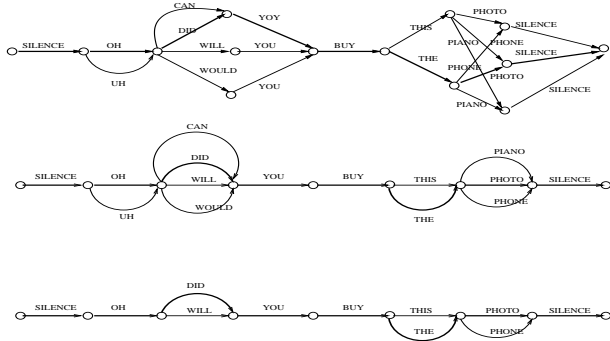 CAN
YOY THIS PHOTO
DID PIANO PHONE SILENCE
SILENCE OH WILL YOU BUY SILENCE
THE PHONE
UH WOULD PHOTO
YOU PIANO SILENCE
CAN
DID PIANO
SILENCE OH WILL YOU BUY THIS PHOTO SILENCE
UH WOULD THE PHONE
DID
SILENCE OH WILL YOU BUY THIS PHOTO SILENCE
THE PHONE